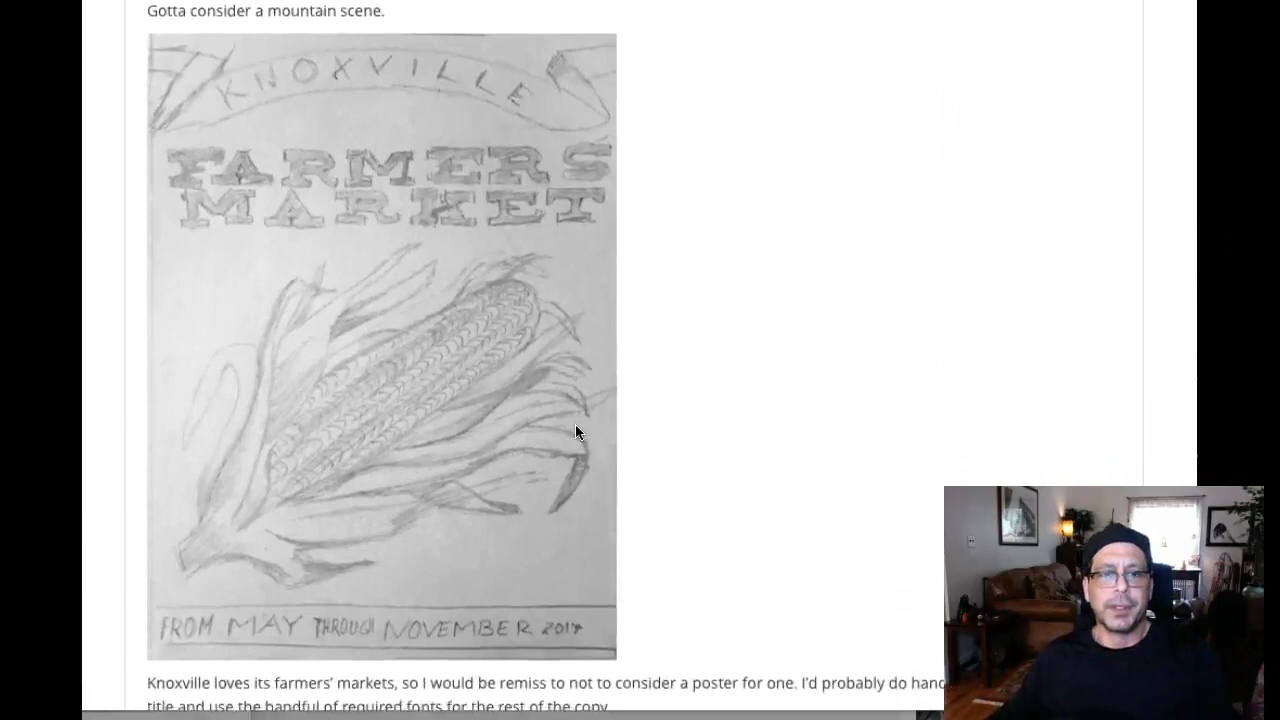 Gotta consider a mountain scene.
KNOXVILLE
FARMERS
MARKET
FROM MAY THROUGH NOVEMBER 2017
Knoxville loves its farmers’ markets, so I would be remiss to not to consider a poster for one. I’d probably do hand
title and use the handful of required fonts for the rest of the copy.